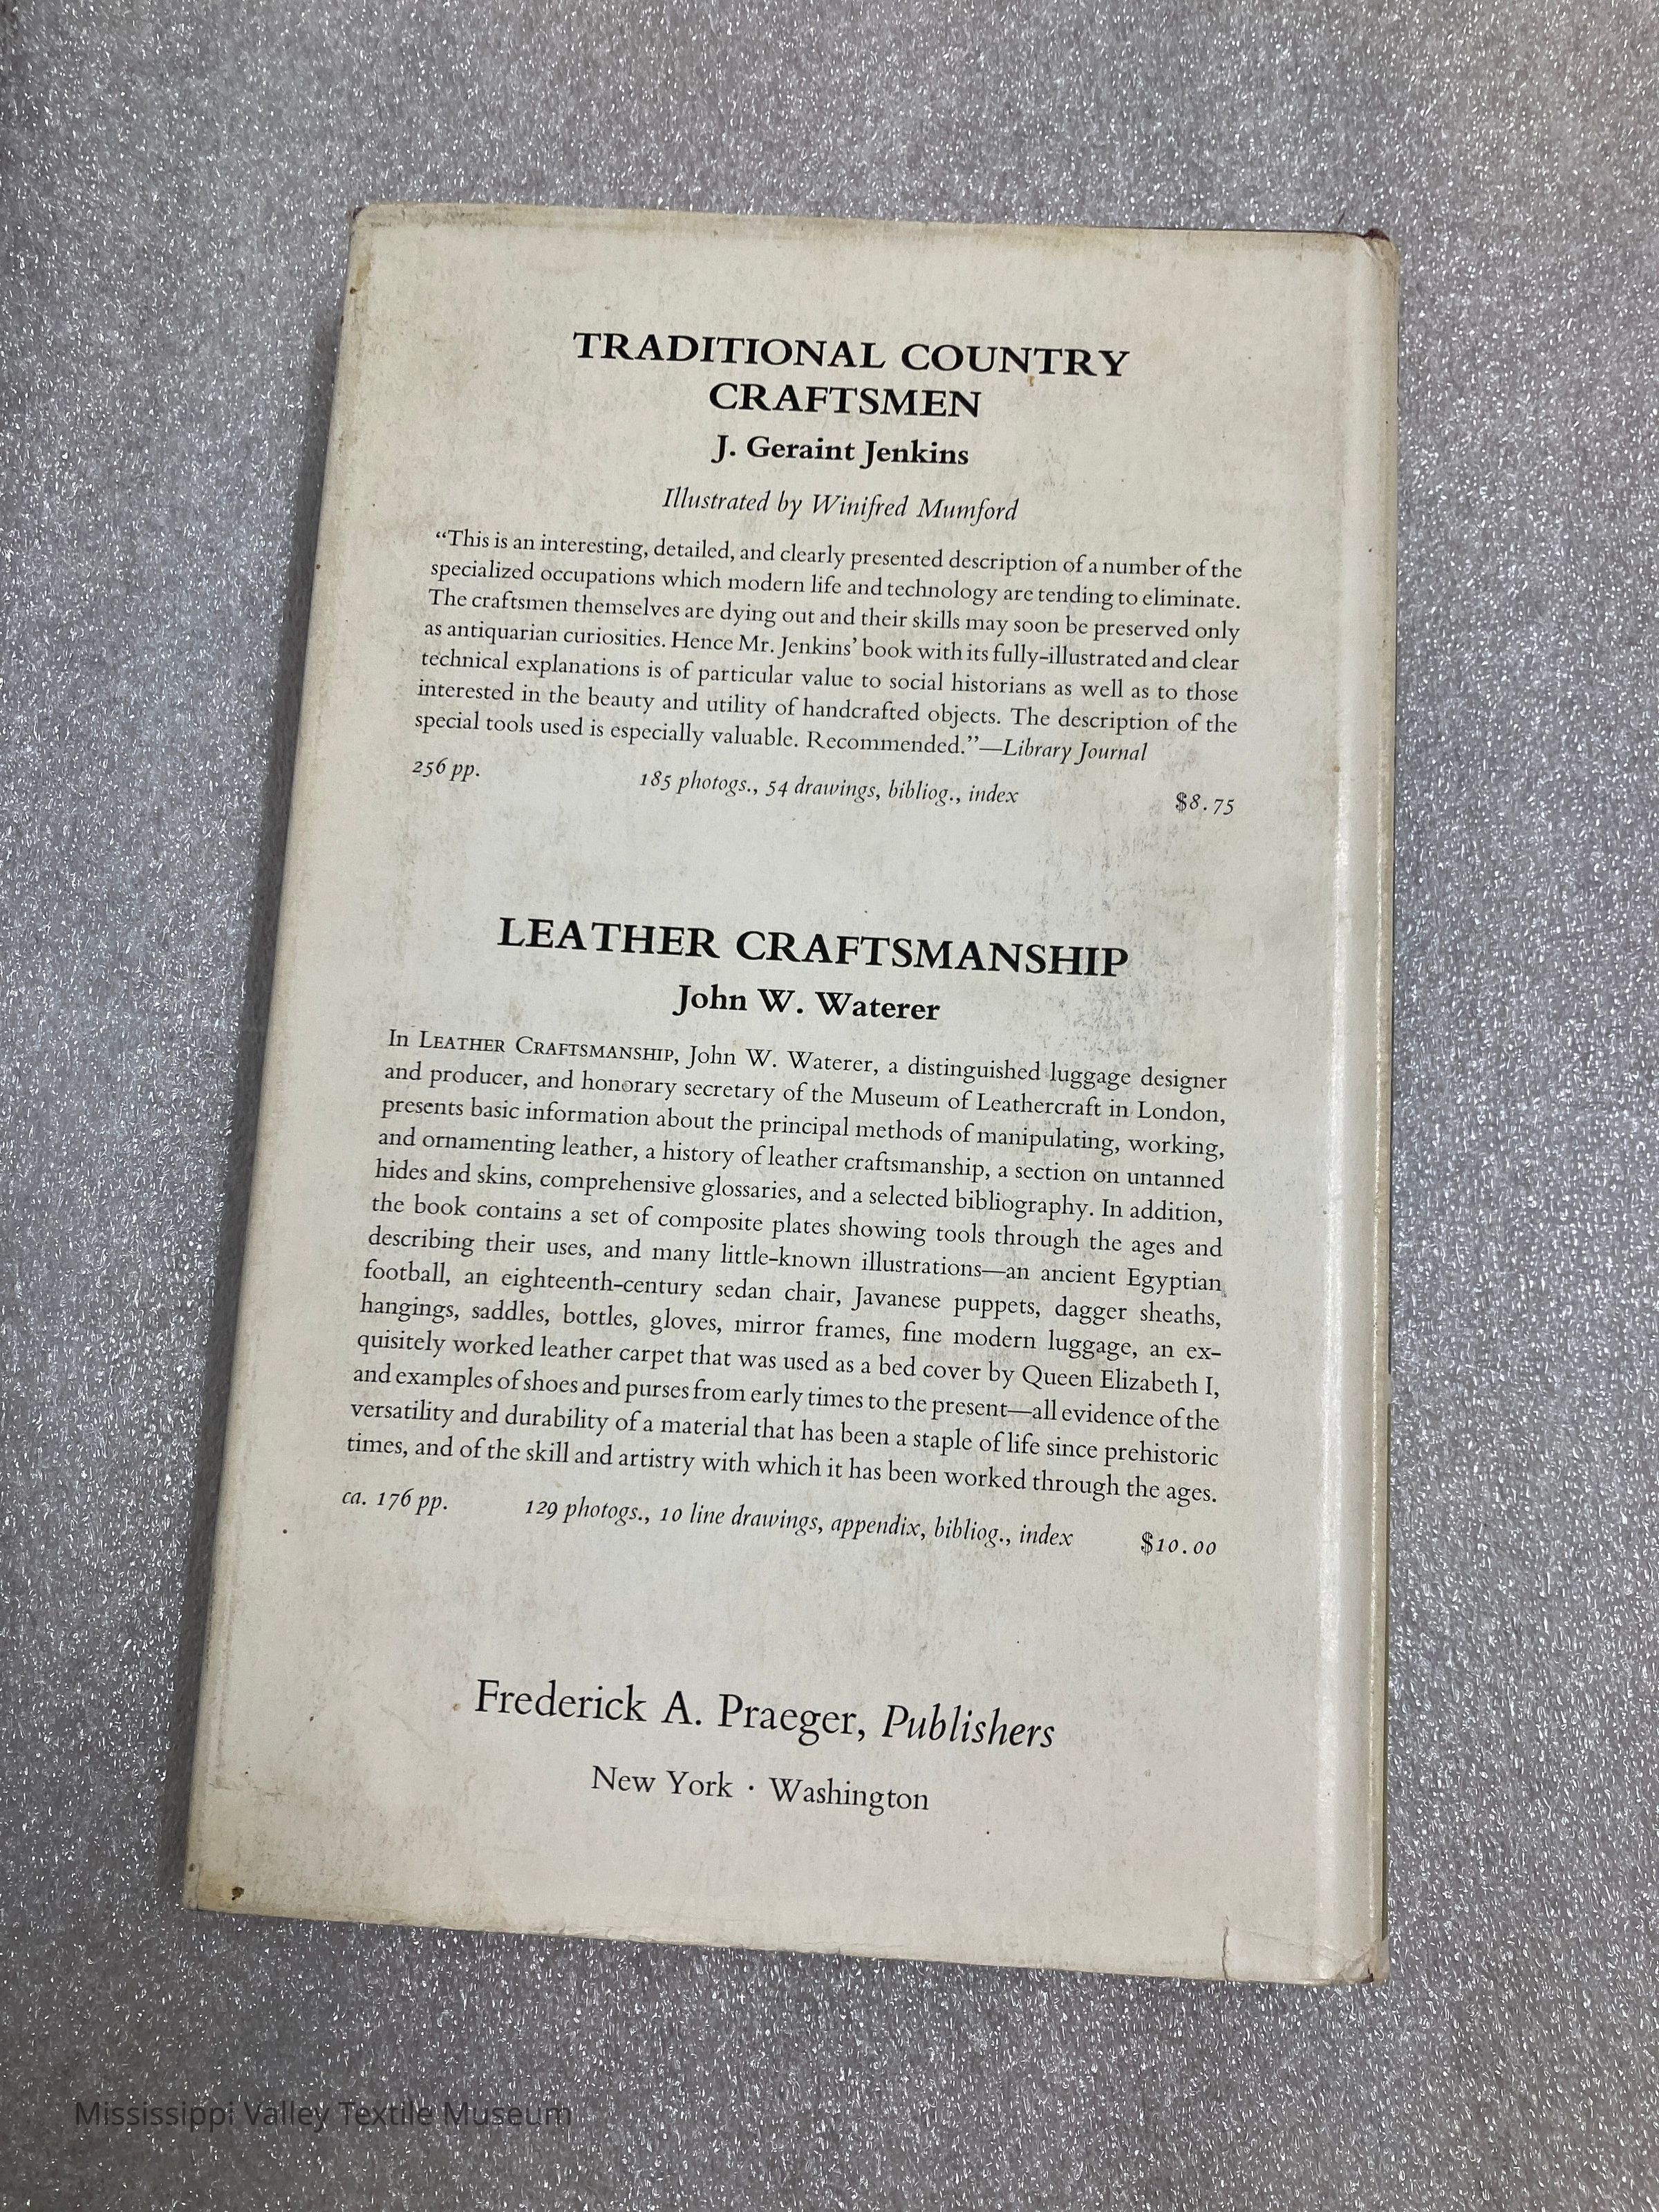 TRADITIONAL COUNTRY
CRAFTSMEN
J. Geraint Jenkins
Illustrated by Winifred Mumford
“This is an interesting, detailed, and clearly presented description of a number of the
specialized occupations which modern life and technology are tending to eliminate.
The craftsmen themselves are dying out and their skills may soon be preserved only
as antiquarian curiosities. Hence Mr. Jenkins’ book with its fully-illustrated and clear
technical explanations is of particular value to social historians as well as to those
interested in the beauty and utility of handcrafted objects. The description of the
special tools used is especially valuable. Recommended.”—Library Journal
256 pp. 185 photogs., 54 drawings, bibliog., index $8.75
LEATHER CRAFTSMANSHIP
John W. Waterer
In LEATHER CRAFTSMANSHIP, John W. Waterer, a distinguished luggage designer
and producer, and honorary secretary of the Museum of Leathercraft in London,
presents basic information about the principal methods of manipulating, working,
and ornamenting leather, a history of leather craftsmanship, a section on untanned
hides and skins, comprehensive glossaries, and a selected bibliography. In addition,
the book contains a set of composite plates showing tools through the ages and
describing their uses, and many little-known illustrations—an ancient Egyptian
football, an eighteenth-century sedan chair, Javanese puppets, dagger sheaths,
hangings, saddles, bottles, gloves, mirror frames, fine modern luggage, an ex-
quisitely worked leather carpet that was used as a bed cover by Queen Elizabeth I,
and examples of shoes and purses from early times to the present—all evidence of the
versatility and durability of a material that has been a staple of life since prehistoric
times, and of the skill and artistry with which it has been worked through the ages.
ca. 176 pp. 129 photogs., 10 line drawings, appendix, bibliog., index $10.00
Frederick A. Praeger, Publishers
New York · Washington
Mississippi Valley Textile Museum